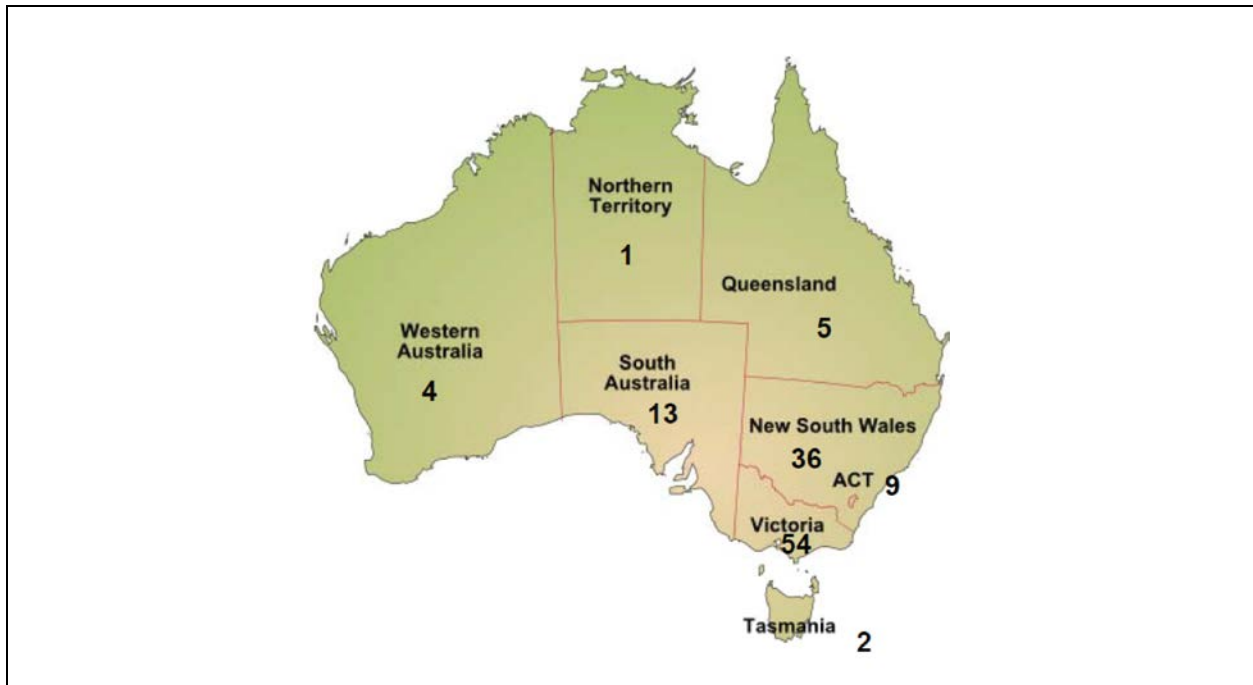 Northern
Territory
1
Queensland
5
Western
Australia
4
South
Australia
13
New South Wales
36
ACT 9
Victoria
54
Tasmania
2